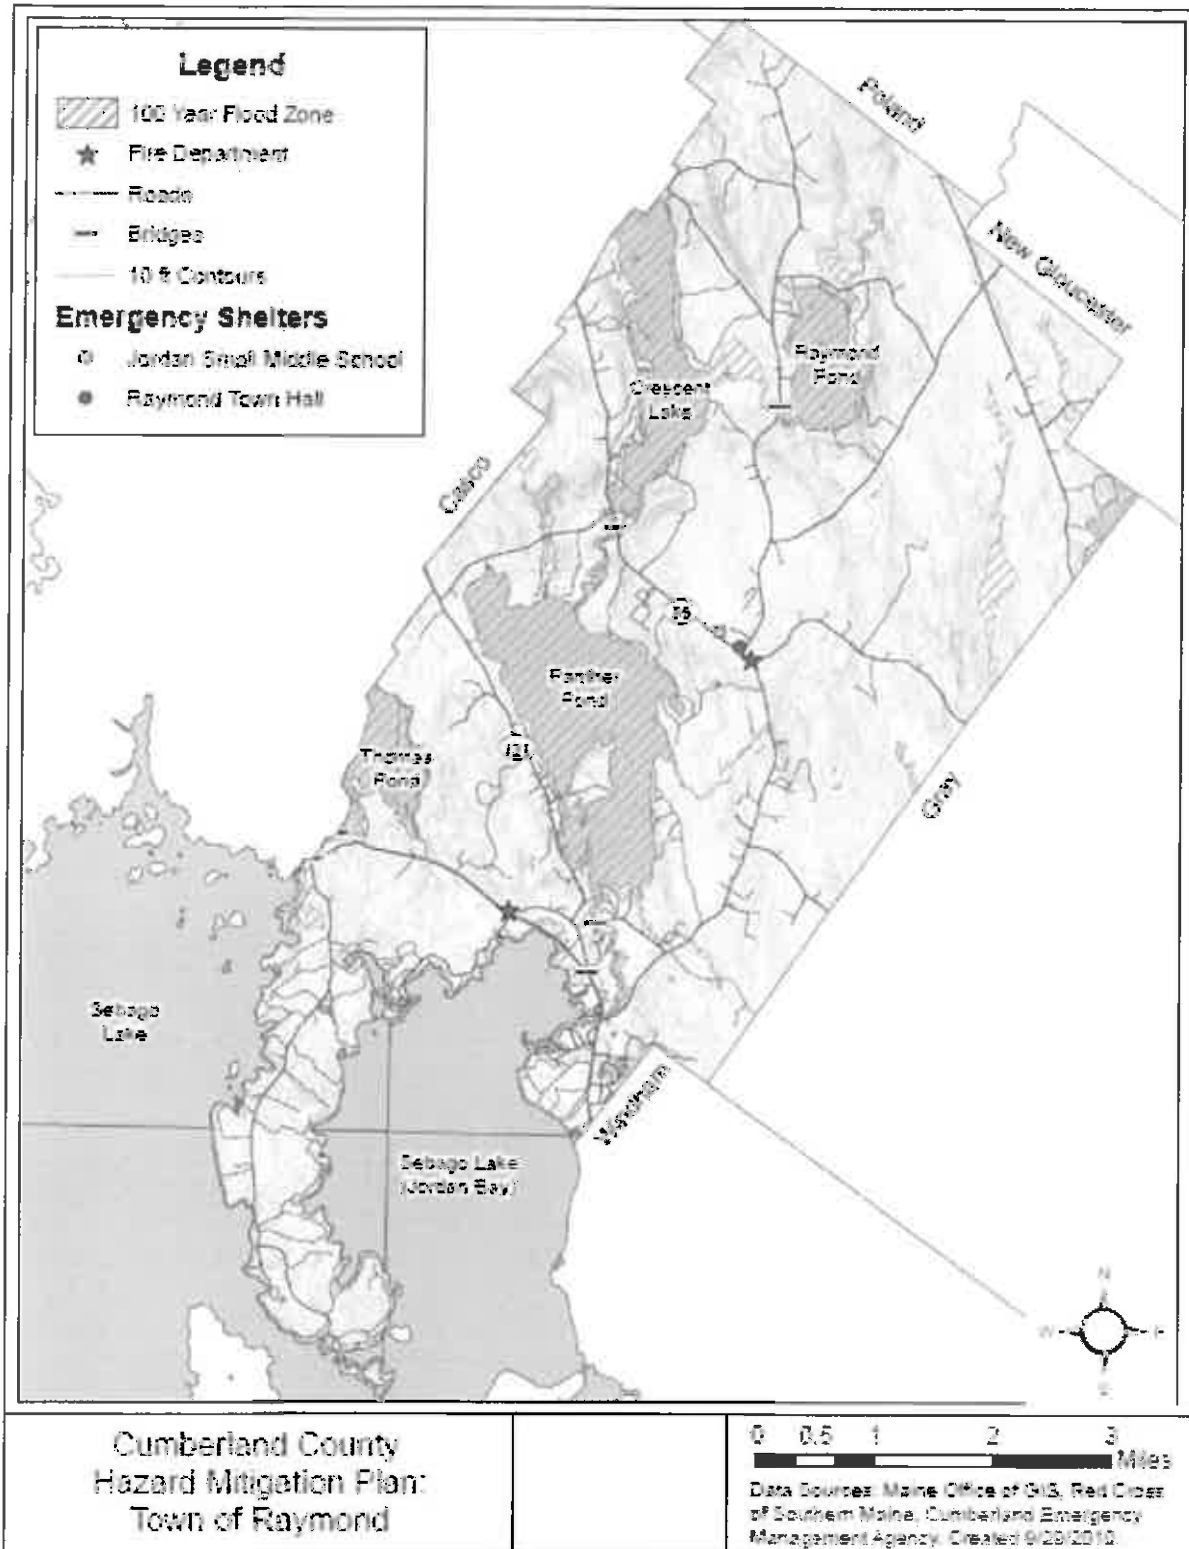 Legend
100 Year Flood Zone
Fire Department
Roads
Bridges
10 ft Contours
Emergency Shelters
Jordan Small Middle School
Raymond Town Hall
Poland
New Gloucester
Raymond
Pond
Crescent
Lake
Casco
85
Panther
Pond
121
Thomas
Pond
Gray
Sebago
Lake
Windham
Sebago Lake
(Jordan Bay)
N
W E
S
Cumberland County
Hazard Mitigation Plan:
Town of Raymond
0 0.5 1 2 3
Miles
Data Sources: Maine Office of GIS, Red Cross
of Southern Maine, Cumberland Emergency
Management Agency. Created 9/29/2010.